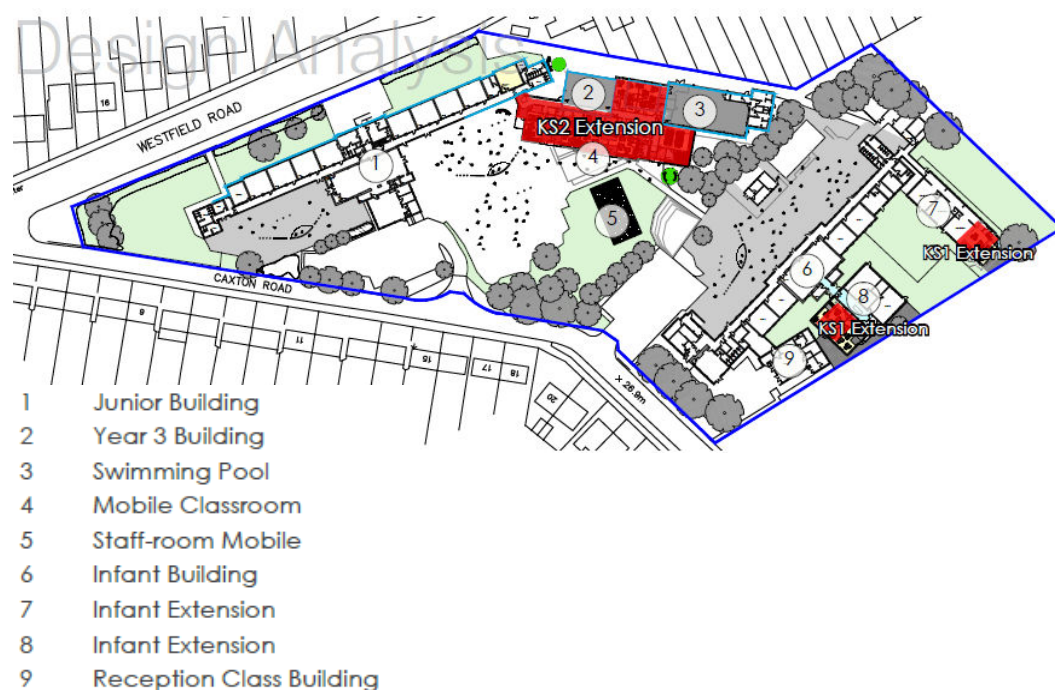 Design Analysis
16
WESTFIELD ROAD
2
3
KS2 Extension
1
4
5
7
KS1 Extension
6
8
KS1 Extension
9
CAXTON ROAD
9
11
15
17
18
20
× 26.9m
1 Junior Building
2 Year 3 Building
3 Swimming Pool
4 Mobile Classroom
5 Staff-room Mobile
6 Infant Building
7 Infant Extension
8 Infant Extension
9 Reception Class Building